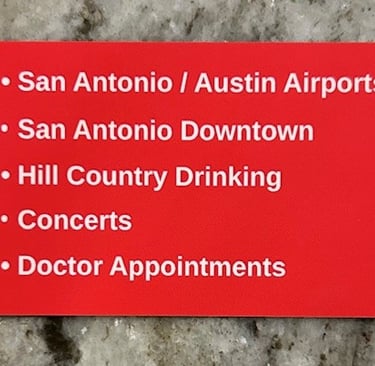 • San Antonio / Austin Airports
• San Antonio Downtown
• Hill Country Drinking
• Concerts
• Doctor Appointments